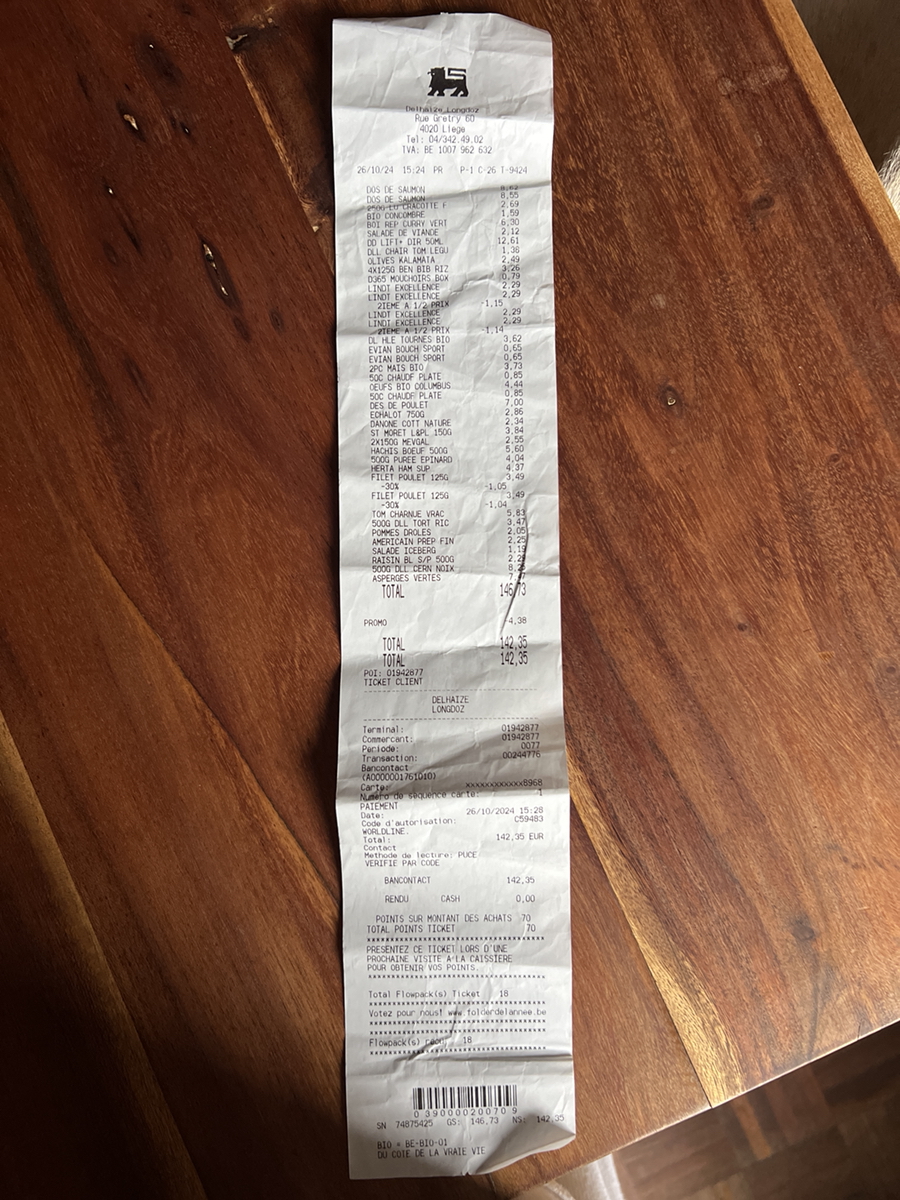 Delhaize Longdoz
Rue Gretry 60
4020 Liege
Tel: 04/342.49.02
TVA: BE 1007 962 632
26/10/24 15:24 PR P-1 C-26 T-9424
DOS DE SAUMON
DOS DE SAUMON 8,55
250G LU CRACOTTE F 2,69
BIO CONCOMBRE 1,59
BOI REP CURRY VERT 6,30
SALADE DE VIANDE 2,12
DD LIFT+ DIR 50ML 12,61
DLL CHAIR TOM LEGU 1,38
OLIVES KALAMATA 2,49
4X125G BEN BIB RIZ 3,26
D365 MOUCHOIRS BOX 0,79
LINDT EXCELLENCE 2,29
LINDT EXCELLENCE 2,29
2IEME A 1/2 PRIX -1,15
LINDT EXCELLENCE 2,29
LINDT EXCELLENCE 2,29
2IEME A 1/2 PRIX -1,14
DL HLE TOURNES BIO 3,62
EVIAN BOUCH SPORT 0,65
EVIAN BOUCH SPORT 0,65
2PC MAIS BIO 3,73
50C CHAUDF PLATE 0,85
OEUFS BIO COLUMBUS 4,44
50C CHAUDF PLATE 0,85
DES DE POULET 7,00
ECHALOT 750G 2,86
DANONE COTT NATURE 2,34
ST MORET L&PL 150G 3,84
2X150G MEVGAL 2,55
HACHIS BOEUF 500G 5,60
500G PUREE EPINARD 4,04
HERTA HAM SUP 4,37
FILET POULET 125G 3,49
-30% -1,05
FILET POULET 125G 3,49
-30% -1,04
TOM CHARNUE VRAC 5,83
500G DLL TORT RIC 3,47
POMMES DROLES 2,05
AMERICAIN PREP FIN 2,25
SALADE ICEBERG 1,19
RAISIN BL S/P 500G 2,29
500G DLL CERN NOIX
ASPERGES VERTES
TOTAL 146,73
PROMO -4,38
TOTAL 142,35
TOTAL 142,35
POI: 01942877
TICKET CLIENT
DELHAIZE
LONGDOZ
Terminal: 01942877
Commercant: 01942877
Periode: 0077
Transaction: 00244776
Bancontact
(A0000001761010)
Carte: xxxxxxxxxxxxx8968
Numéro de séquence carte: 1
PAIEMENT
Date: 26/10/2024 15:28
Code d'autorisation: C59483
WORLDLINE.
Total: 142,35 EUR
Contact
Methode de lecture: PUCE
VERIFIE PAR CODE
BANCONTACT 142,35
RENDU CASH 0,00
POINTS SUR MONTANT DES ACHATS 70
TOTAL POINTS TICKET 70
PRESENTEZ CE TICKET LORS D'UNE
PROCHAINE VISITE A LA CAISSIERE
POUR OBTENIR VOS POINTS.
Total Flowpack(s) Ticket 18
Votez pour nous! www.folderdelannee.be
Flowpack(s) reçu: 18
0 390000200709
SN 74875425 GS: 146,73 NS: 142,35
BIO = BE-BIO-01
DU COTE DE LA VRAIE VIE